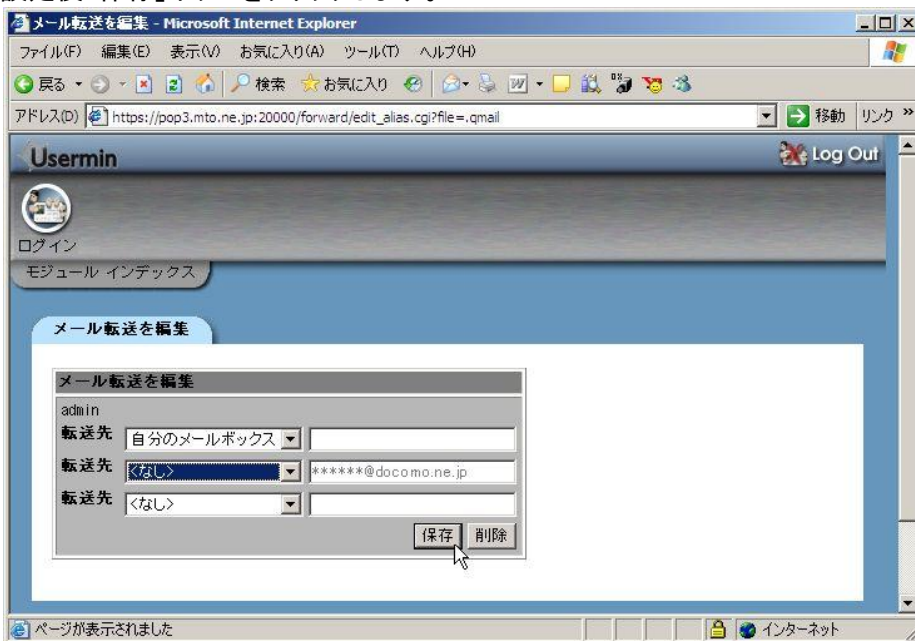 メール転送を編集 - Microsoft Internet Explorer
ファイル(F) 編集(E) 表示(V) お気に入り(A) ツール(T) ヘルプ(H)
戻る 検索 お気に入り
アドレス(D) https://pop3.mto.ne.jp:20000/forward/edit_alias.cgi?file=.qmail 移動 リンク »
Usermin Log Out
ログイン
モジュール インデックス
メール転送を編集
メール転送を編集
admin
転送先 自分のメールボックス
転送先 <なし> ******@docomo.ne.jp
転送先 <なし>
保存 削除
ページが表示されました インターネット